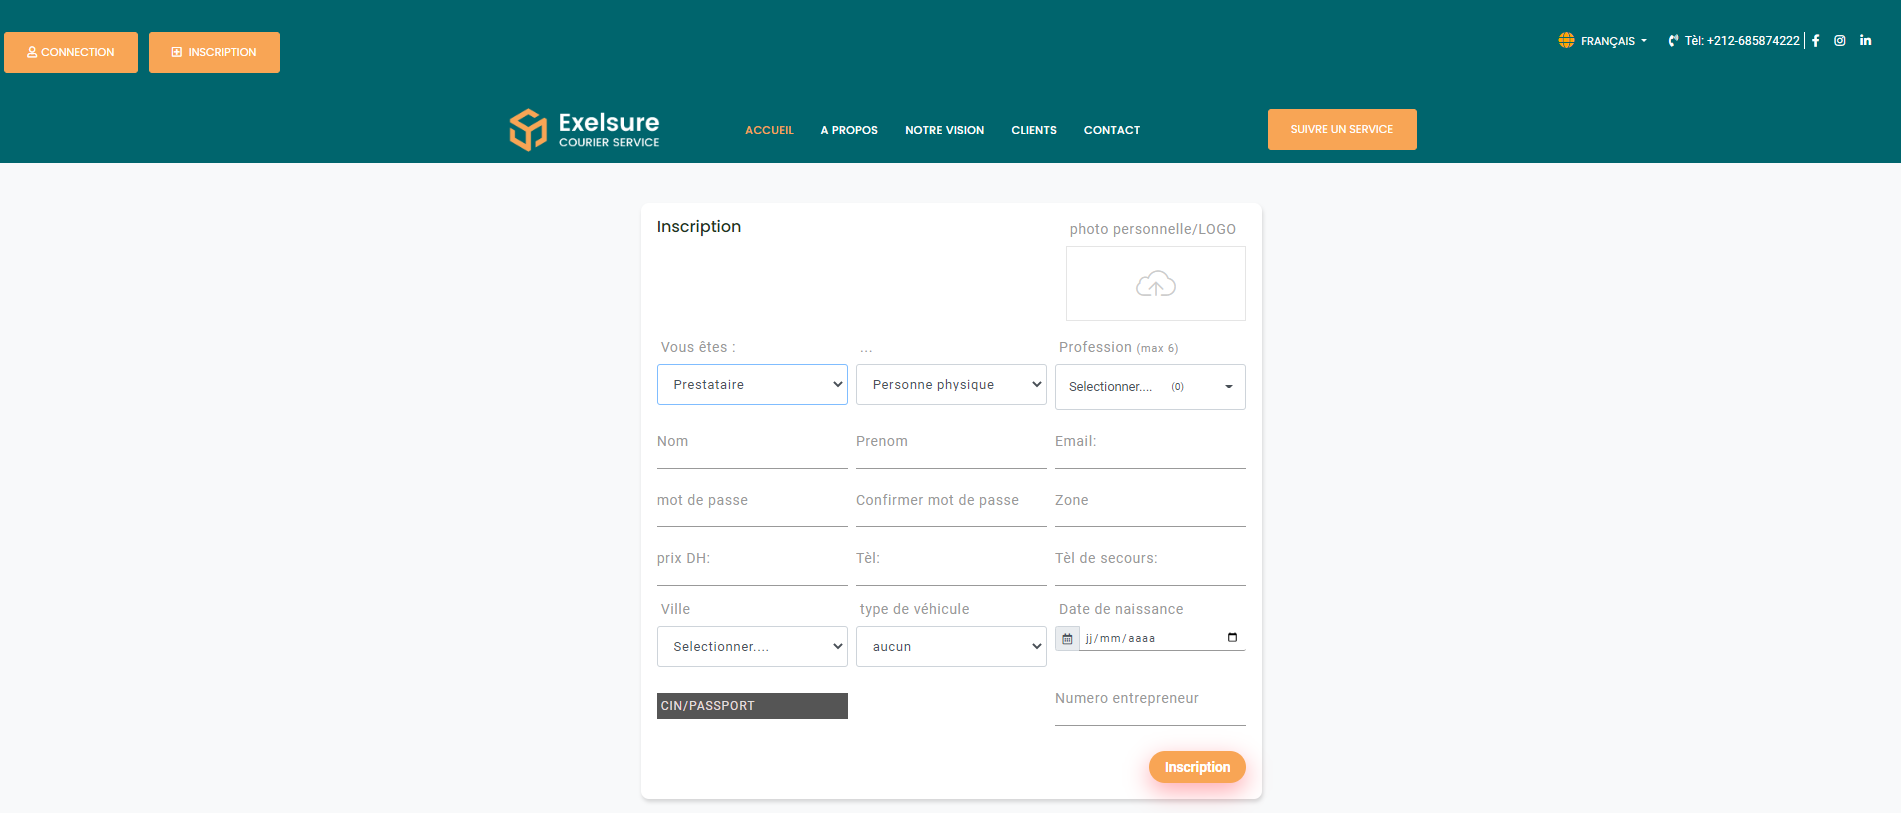 CONNECTION
INSCRIPTION
FRANÇAIS
Tèl: +212-685874222
Exelsure
COURIER SERVICE
ACCUEIL
A PROPOS
NOTRE VISION
CLIENTS
CONTACT
SUIVRE UN SERVICE
Inscription
photo personnelle/LOGO
Vous êtes :
...
Profession (max 6)
Prestataire
Personne physique
Selectionner.... (0)
Nom
Prenom
Email:
mot de passe
Confirmer mot de passe
Zone
prix DH:
Tèl:
Tèl de secours:
Ville
type de véhicule
Date de naissance
Selectionner....
aucun
jj/mm/aaaa
CIN/PASSPORT
Numero entrepreneur
Inscription